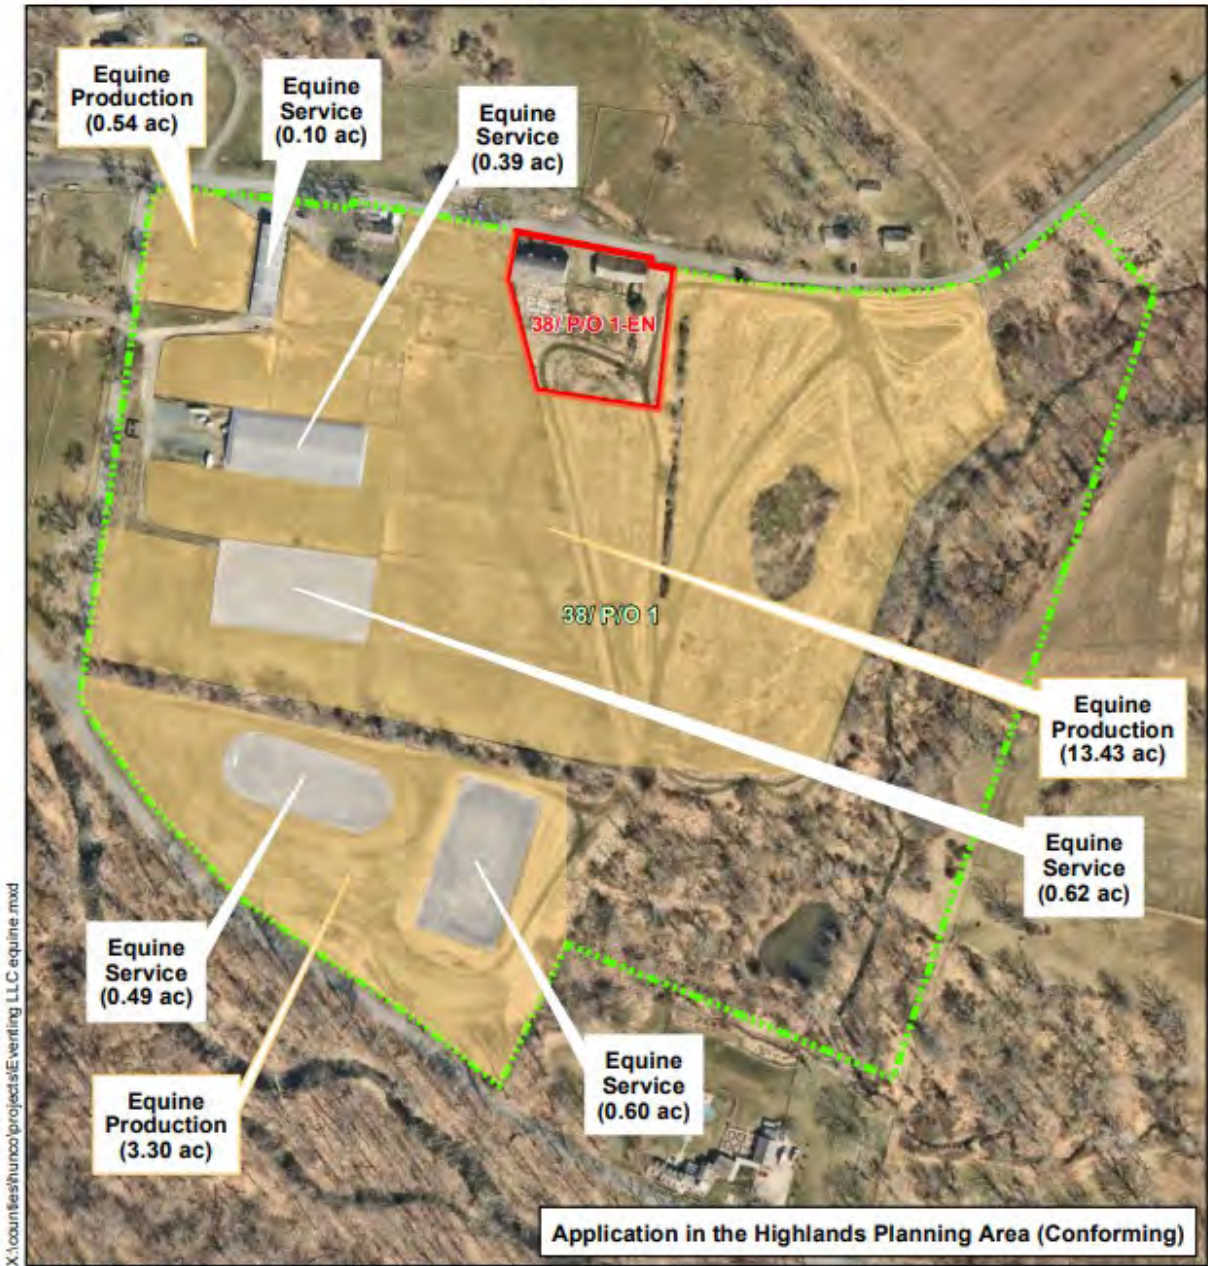 Equine
Production
(0.54 ac)
Equine
Service
(0.10 ac)
Equine
Service
(0.39 ac)
38/ P/O 1-EN
38/ P/O 1
Equine
Production
(13.43 ac)
Equine
Service
(0.62 ac)
Equine
Service
(0.49 ac)
Equine
Service
(0.60 ac)
Equine
Production
(3.30 ac)
Application in the Highlands Planning Area (Conforming)
X:\counties\hunco\projects\Eventing LLC equine.mxd